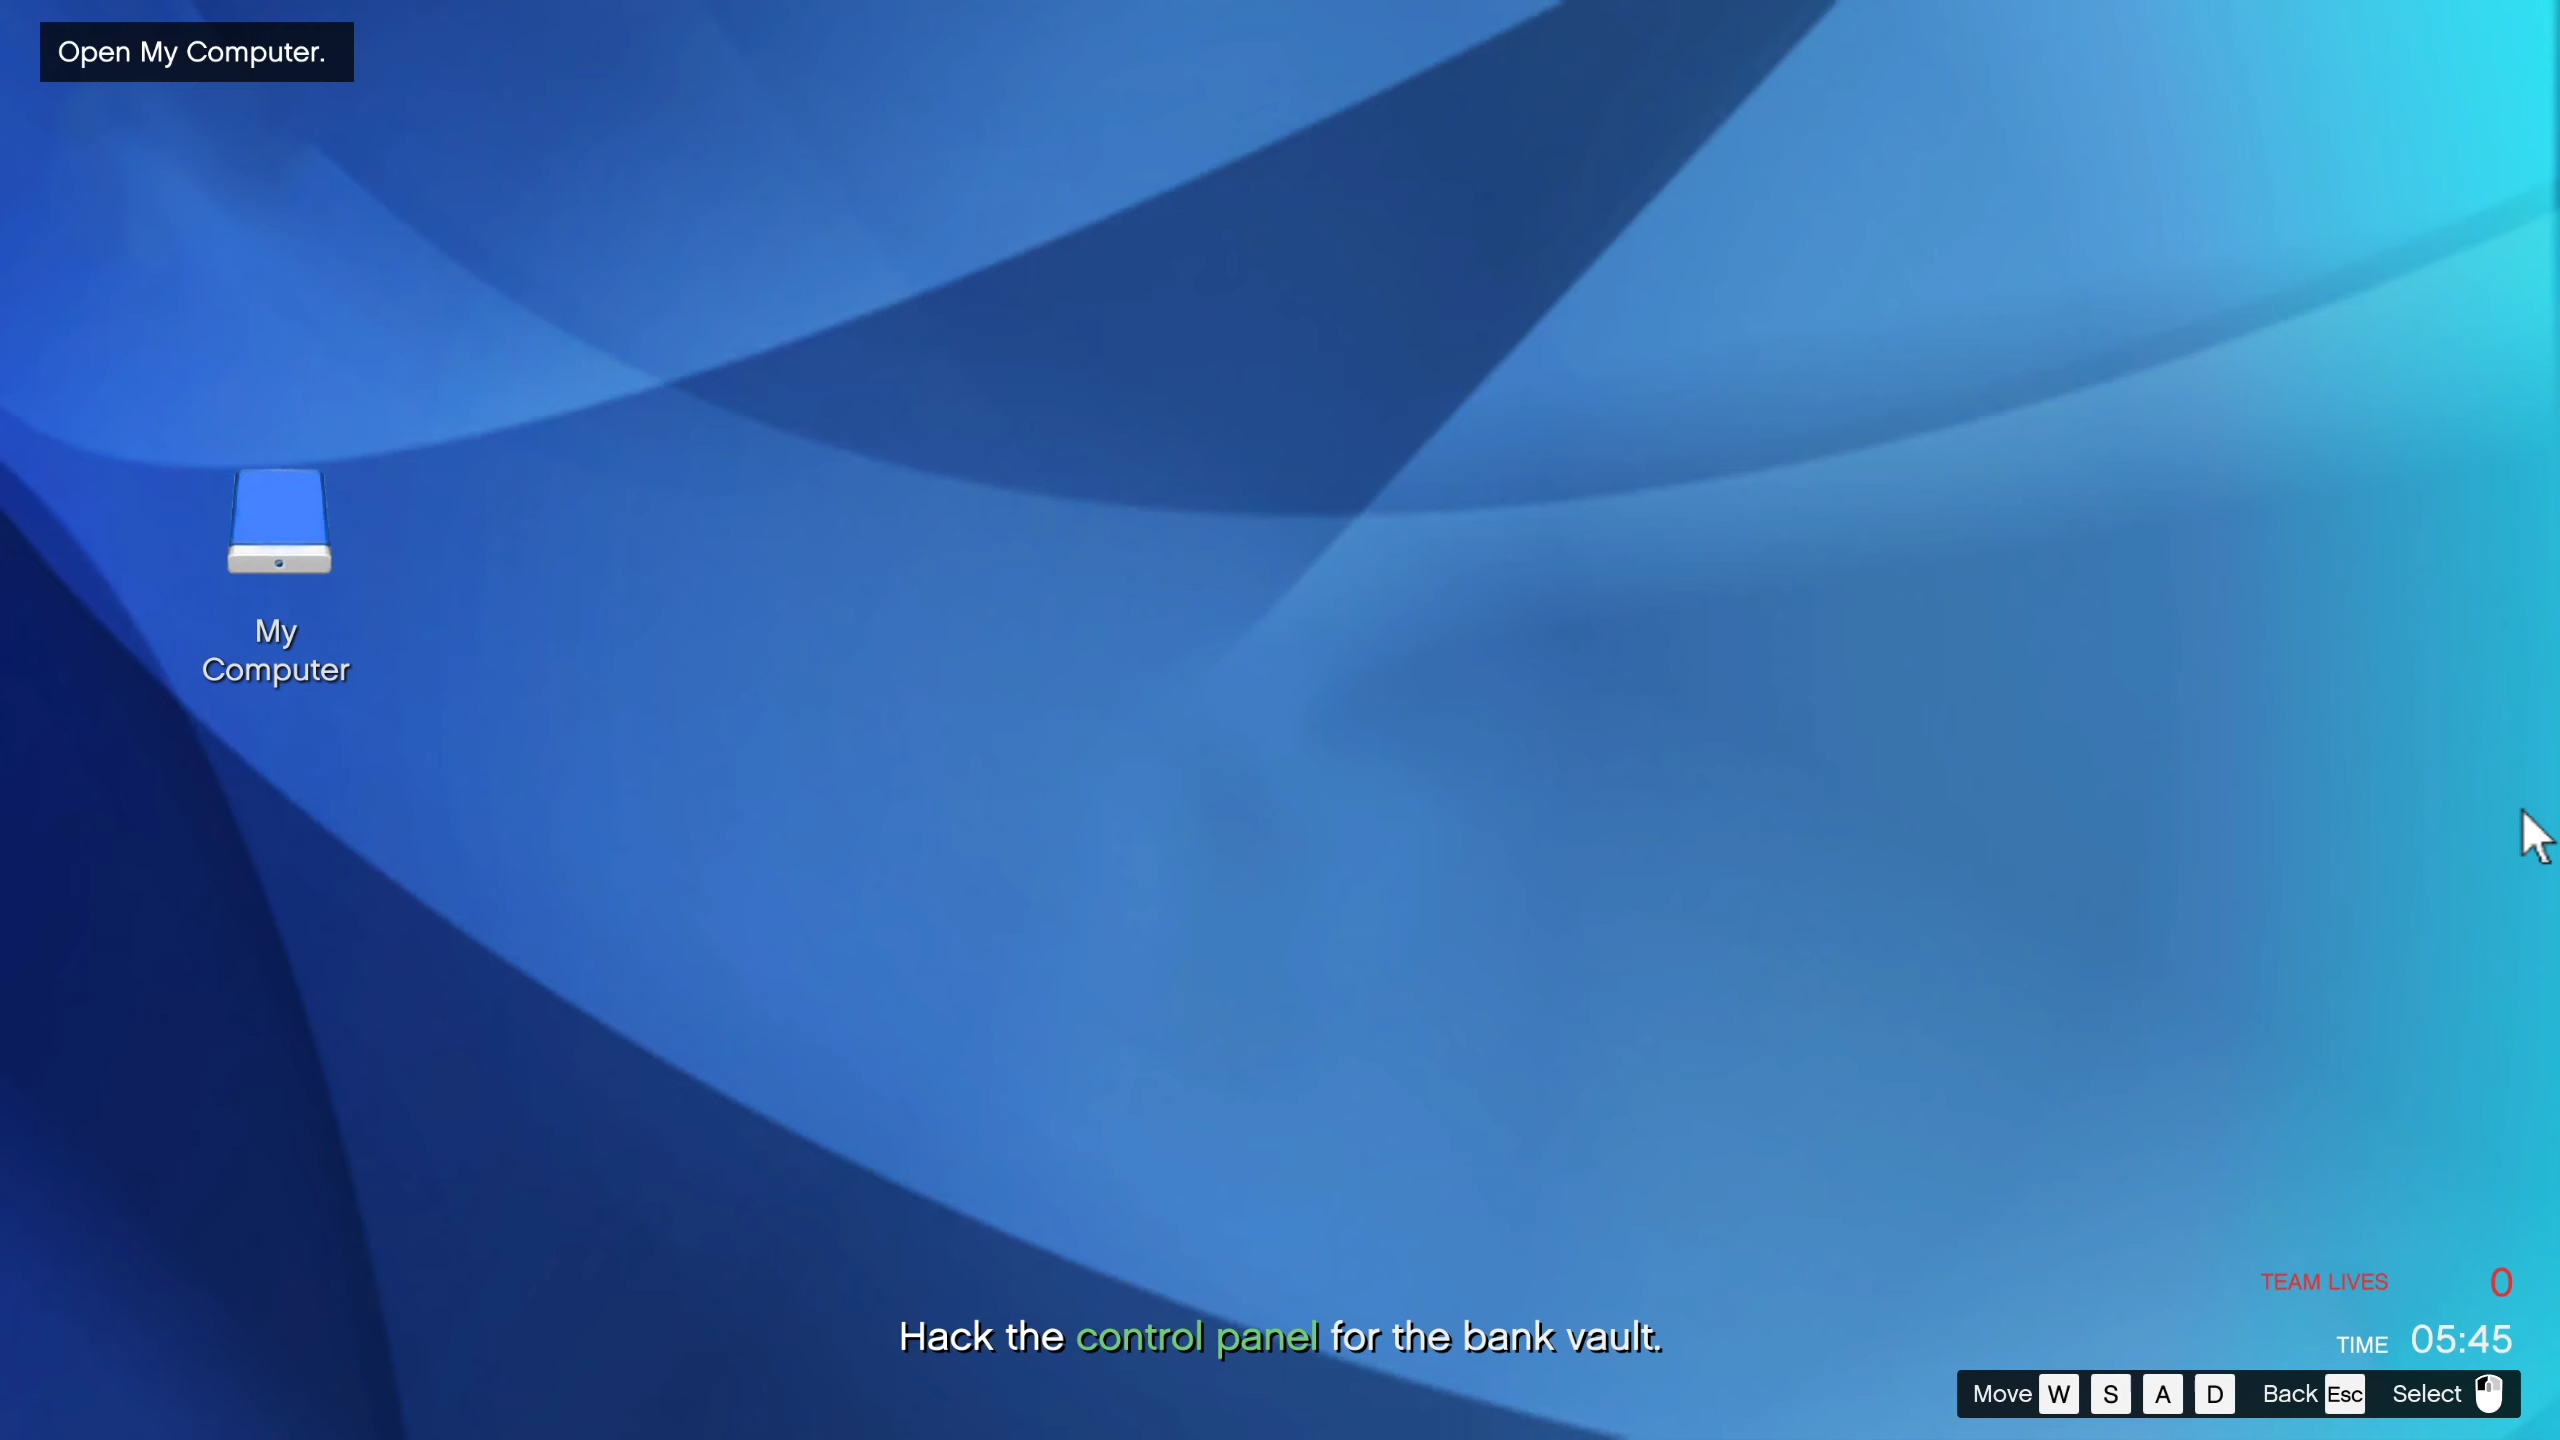 Open My Computer.
My
Computer
Hack the control panel for the bank vault.
TEAM LIVES 0
TIME 05:45
Move W S A D Back Esc Select